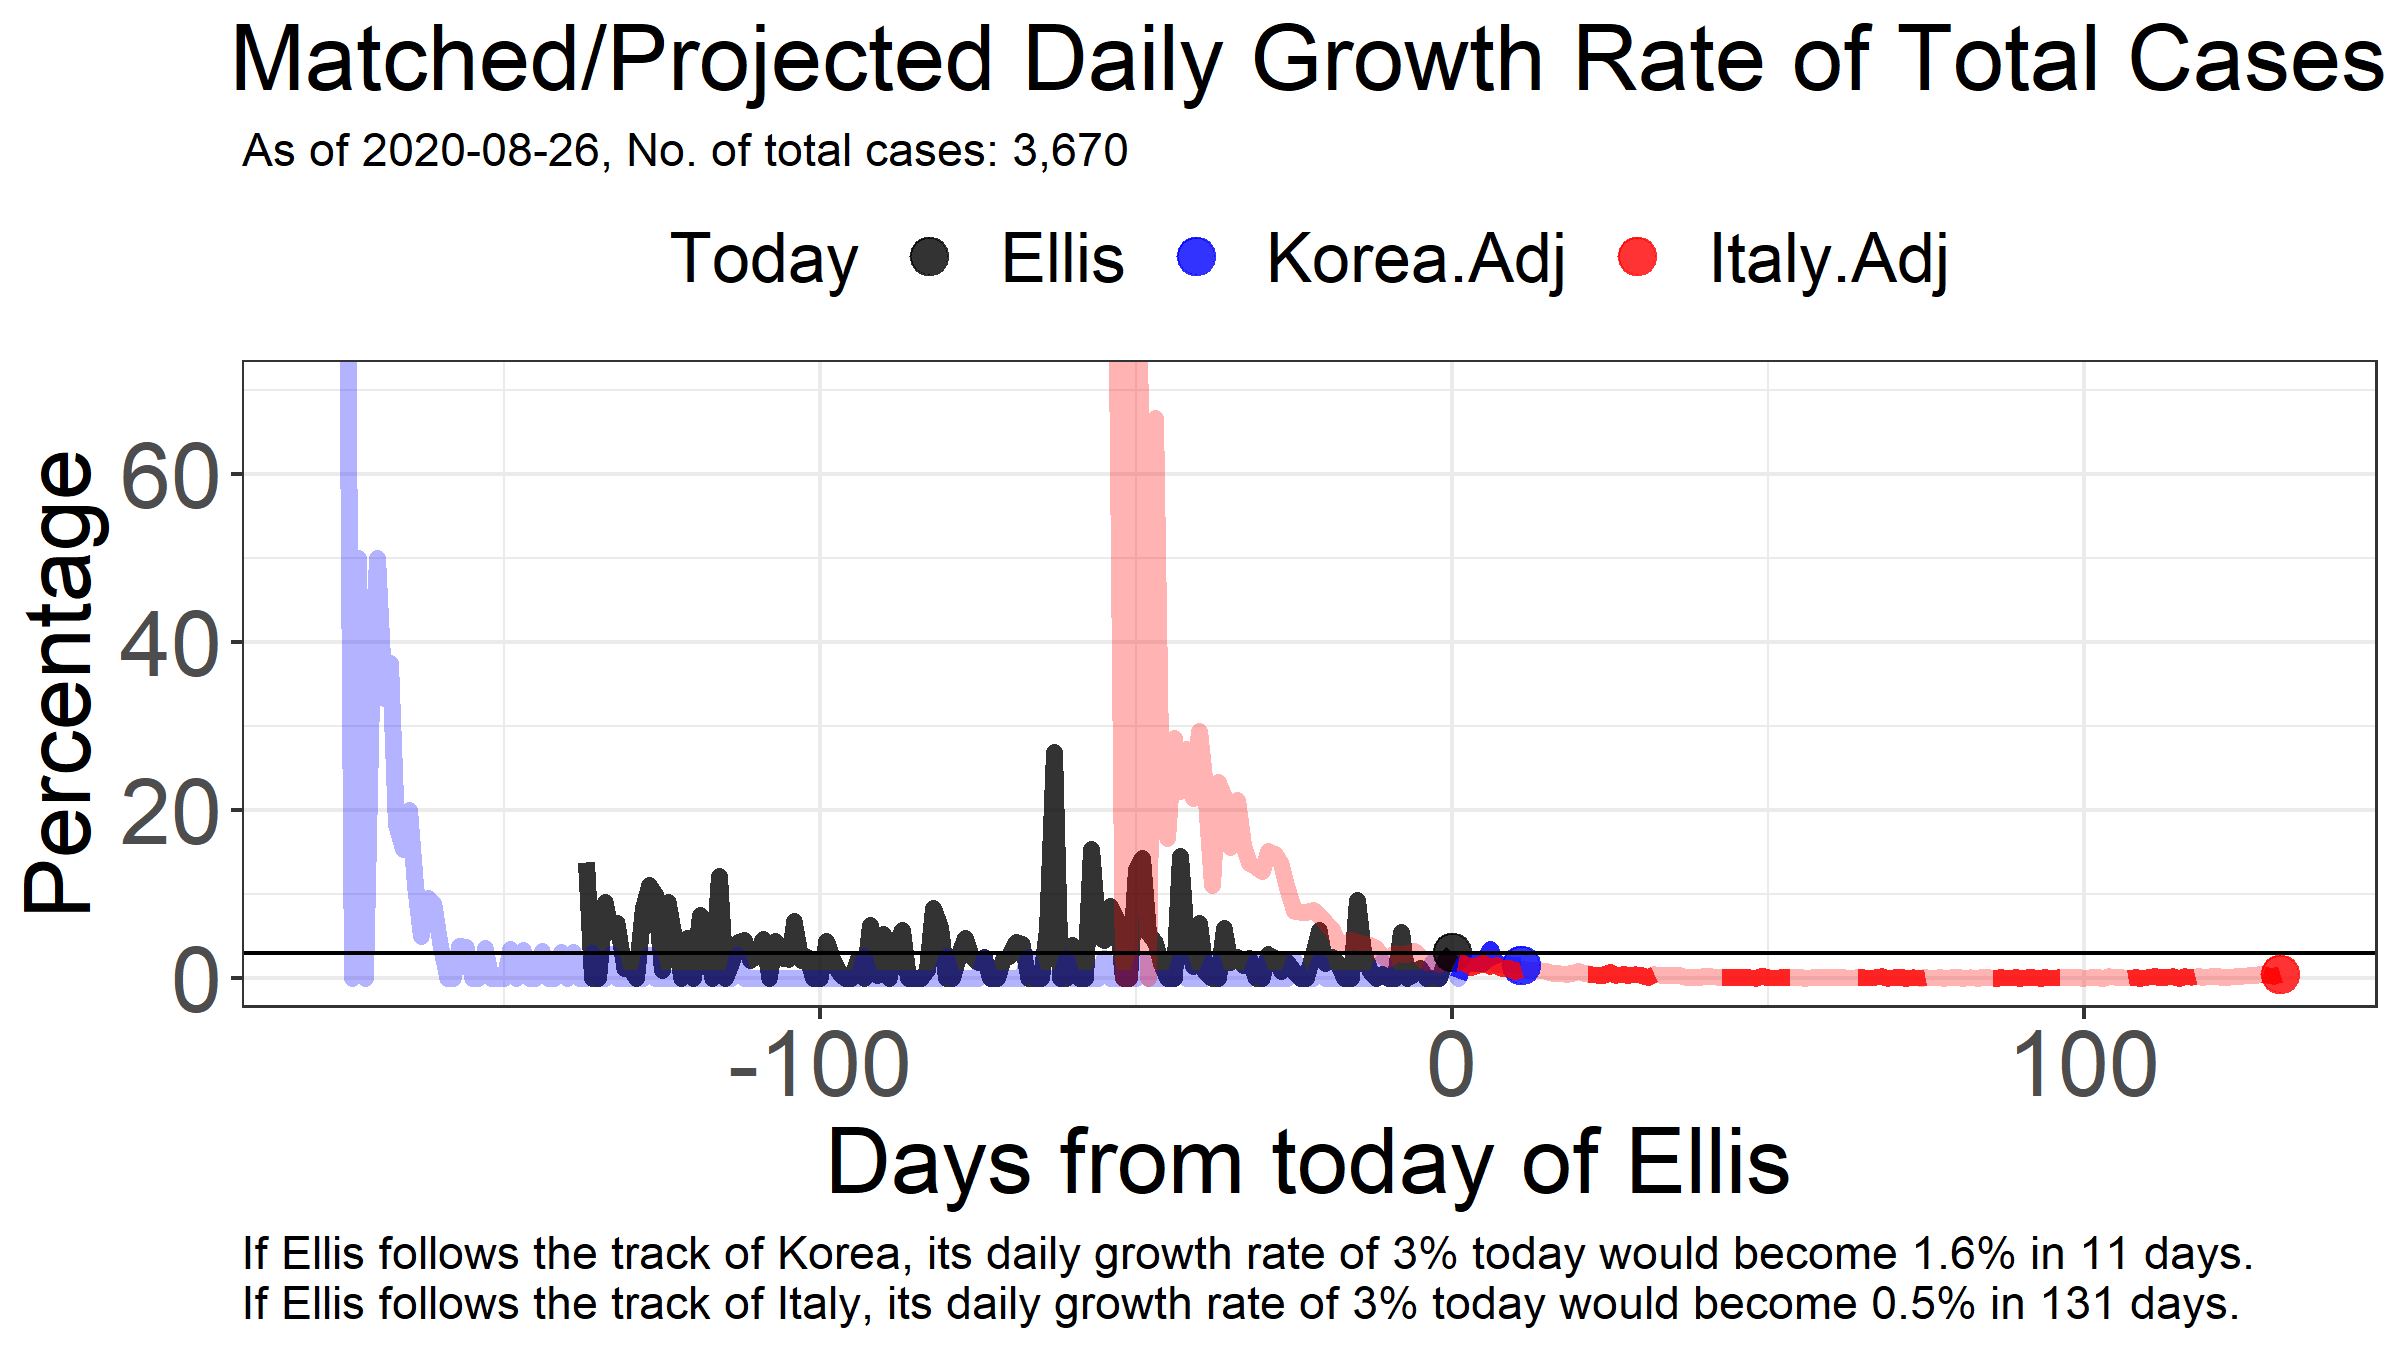 Matched/Projected Daily Growth Rate of Total Cases
As of 2020-08-26, No. of total cases: 3,670
Today Ellis Korea.Adj Italy.Adj
Percentage
60
40
20
0
-100 0 100
Days from today of Ellis
If Ellis follows the track of Korea, its daily growth rate of 3% today would become 1.6% in 11 days.
If Ellis follows the track of Italy, its daily growth rate of 3% today would become 0.5% in 131 days.